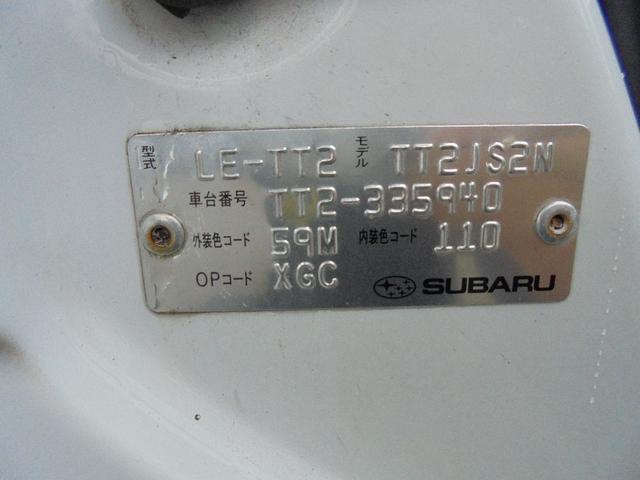 型式 LE-TT2 モデル TT2JS2N
車台番号 TT2-335940
外装色コード 59M 内装色コード 110
OPコード XGC SUBARU